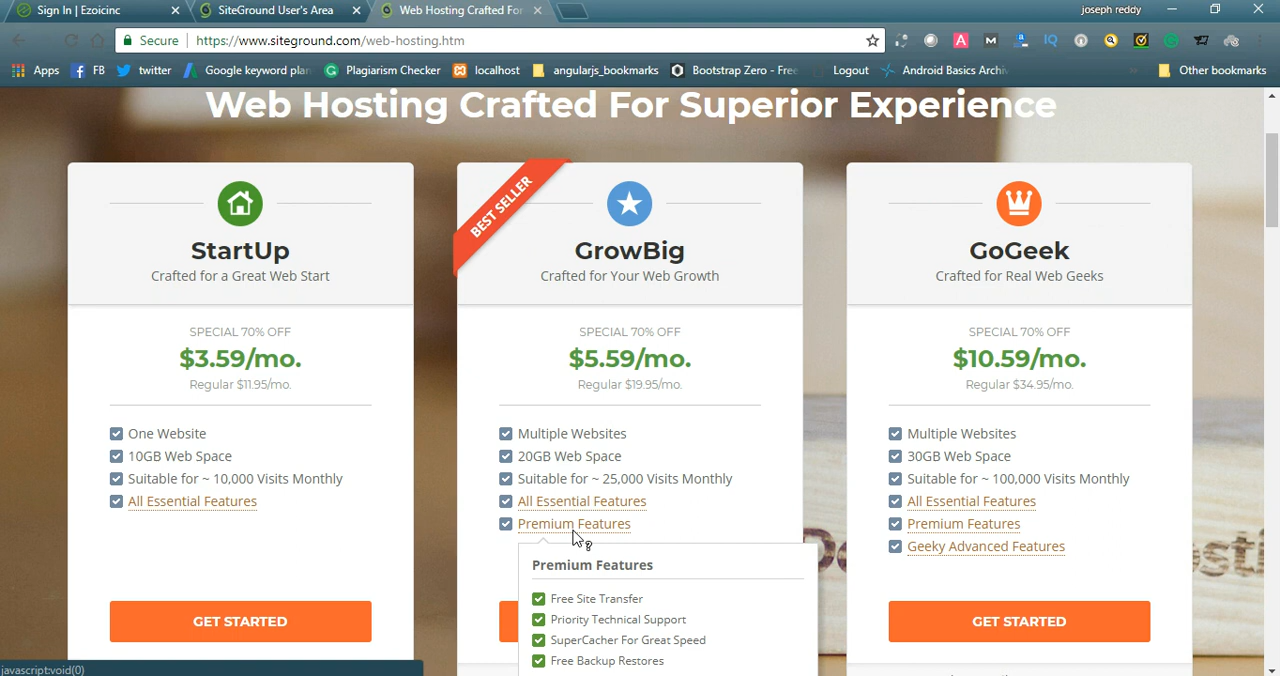 Sign In | Ezoicinc
SiteGround User's Area
Web Hosting Crafted For
joseph reddy
Secure
https://www.siteground.com/web-hosting.htm
Apps
FB
twitter
Google keyword plan
Plagiarism Checker
localhost
angularjs_bookmarks
Bootstrap Zero - Free
Logout
Android Basics Archiv
Other bookmarks
Web Hosting Crafted For Superior Experience
StartUp
Crafted for a Great Web Start
SPECIAL 70% OFF
$3.59/mo.
Regular $11.95/mo.
One Website
10GB Web Space
Suitable for ~ 10,000 Visits Monthly
All Essential Features
GET STARTED
BEST SELLER
GrowBig
Crafted for Your Web Growth
SPECIAL 70% OFF
$5.59/mo.
Regular $19.95/mo.
Multiple Websites
20GB Web Space
Suitable for ~ 25,000 Visits Monthly
All Essential Features
Premium Features
Premium Features
Free Site Transfer
Priority Technical Support
SuperCacher For Great Speed
Free Backup Restores
GoGeek
Crafted for Real Web Geeks
SPECIAL 70% OFF
$10.59/mo.
Regular $34.95/mo.
Multiple Websites
30GB Web Space
Suitable for ~ 100,000 Visits Monthly
All Essential Features
Premium Features
Geeky Advanced Features
GET STARTED
javascript:void(0)